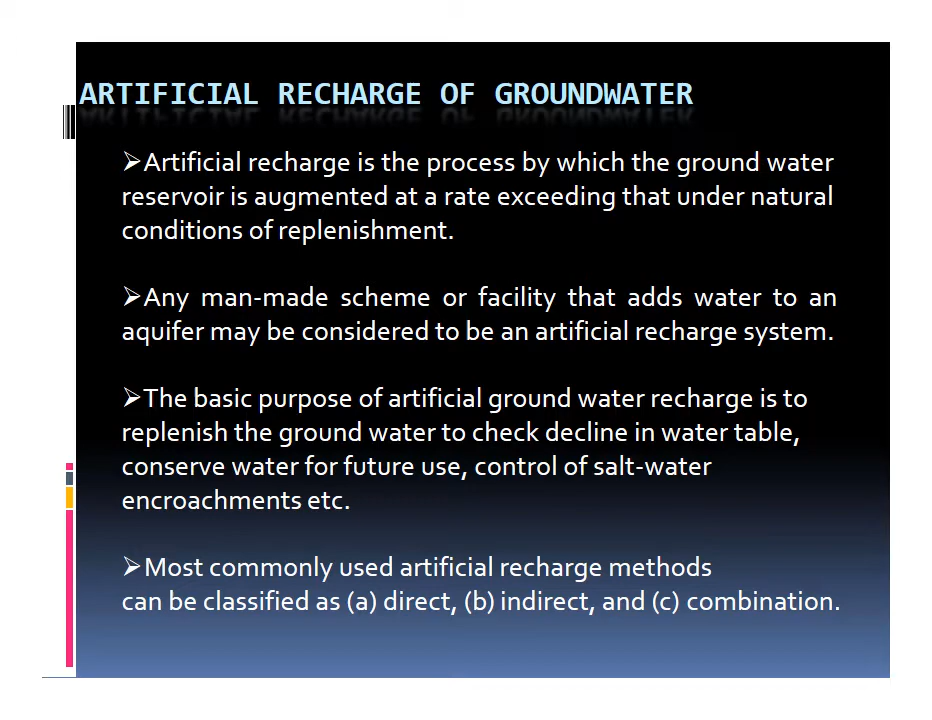 ARTIFICIAL RECHARGE OF GROUNDWATER
➢Artificial recharge is the process by which the ground water
reservoir is augmented at a rate exceeding that under natural
conditions of replenishment.
➢Any man-made scheme or facility that adds water to an
aquifer may be considered to be an artificial recharge system.
➢The basic purpose of artificial ground water recharge is to
replenish the ground water to check decline in water table,
conserve water for future use, control of salt-water
encroachments etc.
➢Most commonly used artificial recharge methods
can be classified as (a) direct, (b) indirect, and (c) combination.